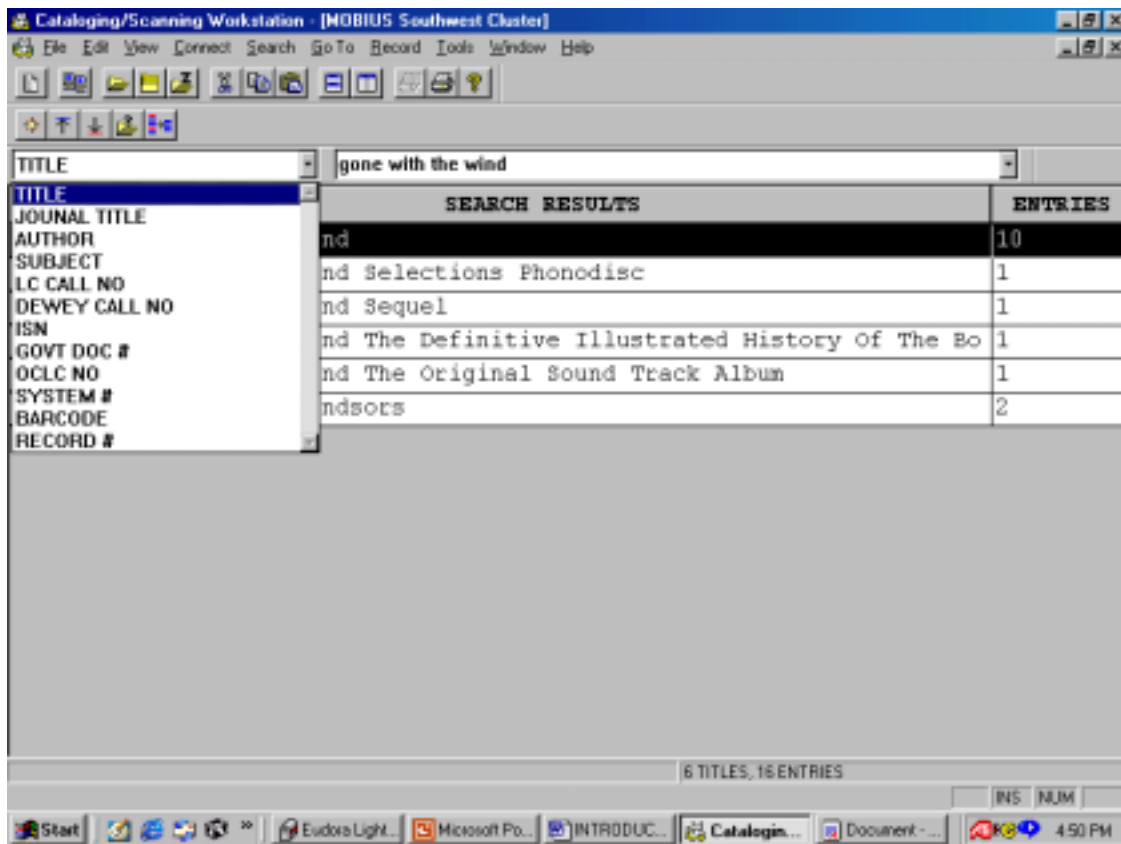 Cataloging/Scanning Workstation - [MOBIUS Southwest Cluster]
File Edit View Connect Search Go To Record Tools Window Help
TITLE gone with the wind
TITLE
JOUNAL TITLE
AUTHOR
SUBJECT
LC CALL NO
DEWEY CALL NO
ISN
GOVT DOC #
OCLC NO
SYSTEM #
BARCODE
RECORD #
SEARCH RESULTS ENTRIES
nd 10
nd Selections Phonodisc 1
nd Sequel 1
nd The Definitive Illustrated History Of The Bo 1
nd The Original Sound Track Album 1
ndsors 2
6 TITLES, 16 ENTRIES
INS NUM
Start » Eudora Light... Microsoft Po... INTRODUC... Catalogin... Document - ... 4:50 PM